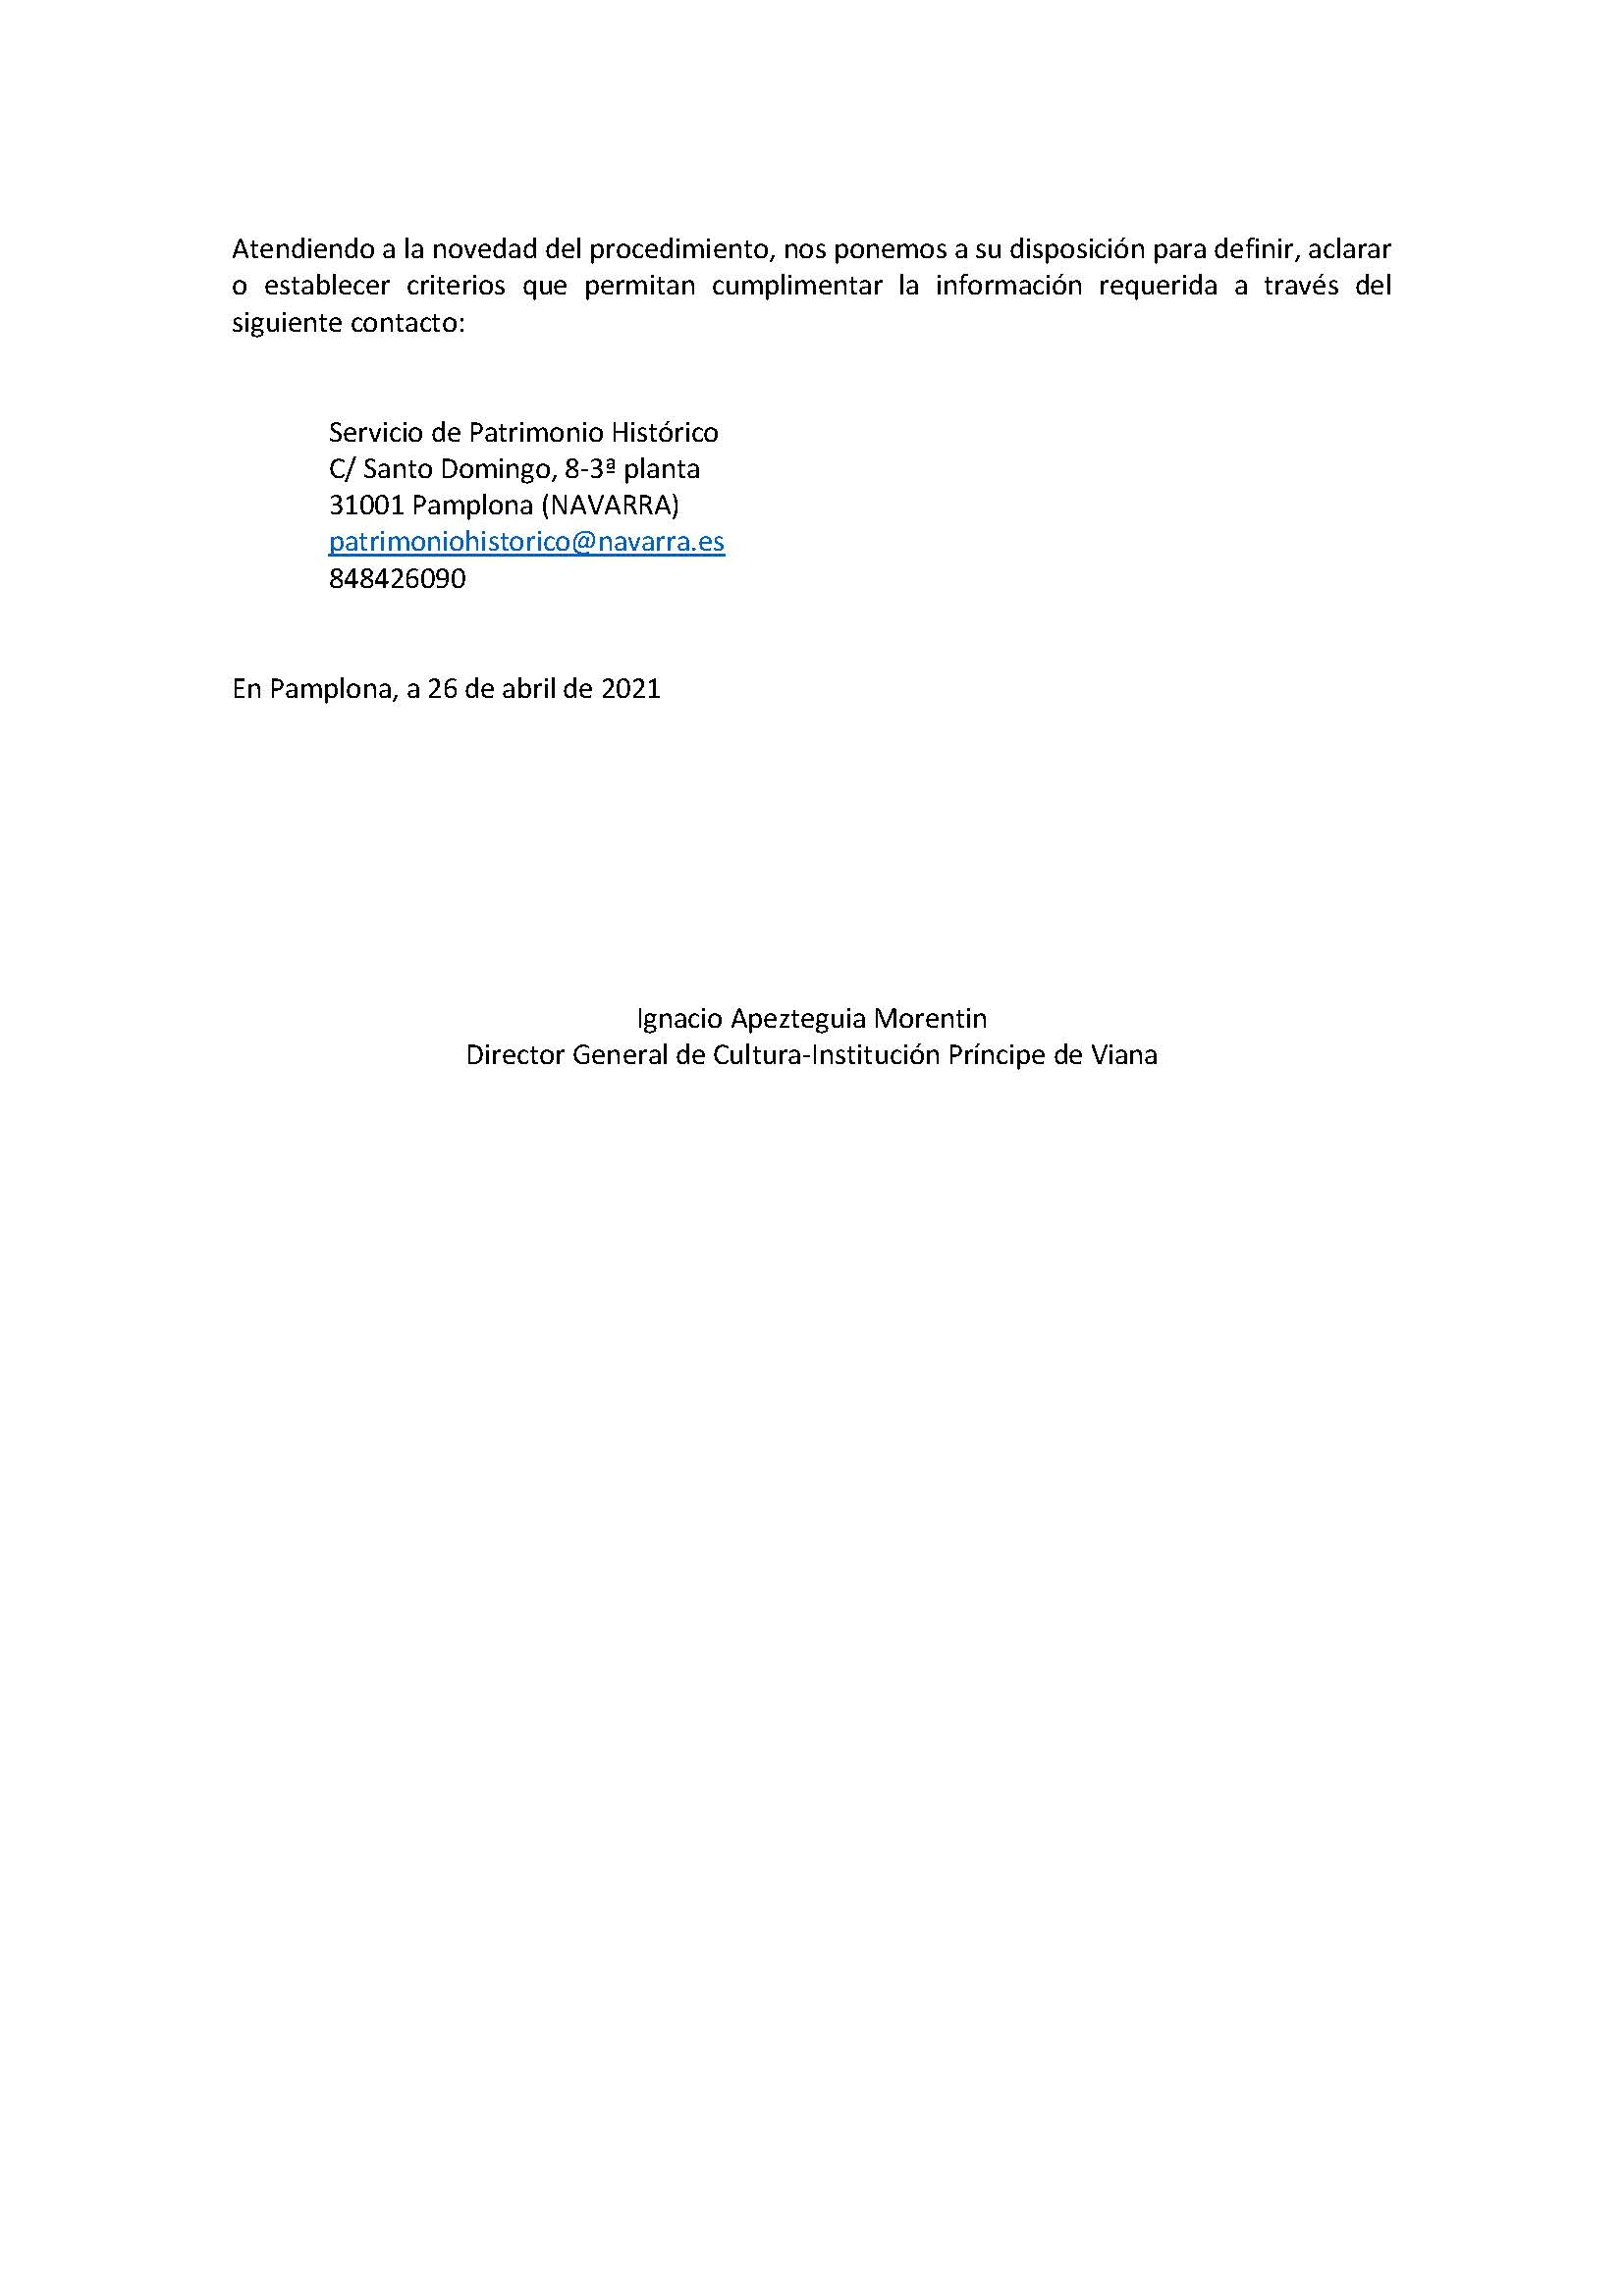 Atendiendo a la novedad del procedimiento, nos ponemos a su disposición para definir, aclarar
o establecer criterios que permitan cumplimentar la información requerida a través del
siguiente contacto:
Servicio de Patrimonio Histórico
C/ Santo Domingo, 8-3ª planta
31001 Pamplona (NAVARRA)
patrimoniohistorico@navarra.es
848426090
En Pamplona, a 26 de abril de 2021
Ignacio Apezteguia Morentin
Director General de Cultura-Institución Príncipe de Viana